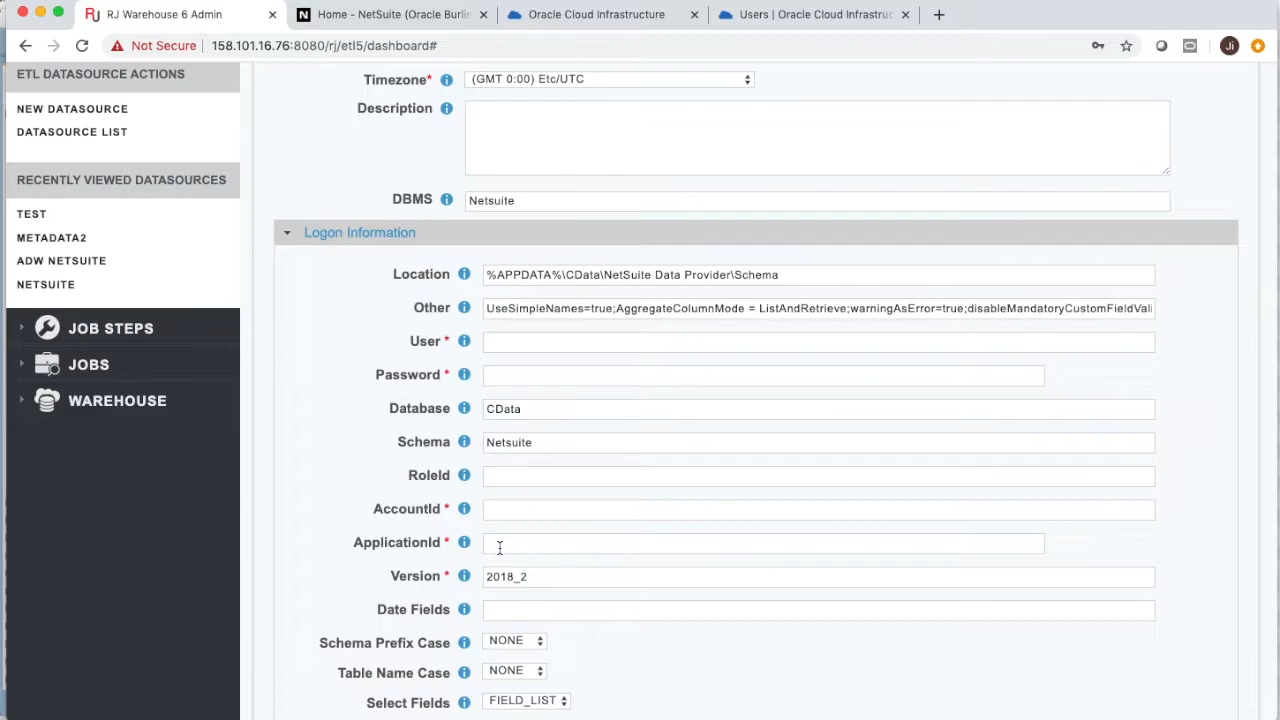 RJ Warehouse 6 Admin
Home - NetSuite (Oracle Burlin
Oracle Cloud Infrastructure
Users | Oracle Cloud Infrastruc
Not Secure
158.101.16.76:8080/rj/etl5/dashboard#
Ji
ETL DATASOURCE ACTIONS
NEW DATASOURCE
DATASOURCE LIST
RECENTLY VIEWED DATASOURCES
TEST
METADATA2
ADW NETSUITE
NETSUITE
JOB STEPS
JOBS
WAREHOUSE
Timezone* (GMT 0:00) Etc/UTC
Description
DBMS Netsuite
Logon Information
Location %APPDATA%\CData\NetSuite Data Provider\Schema
Other UseSimpleNames=true;AggregateColumnMode = ListAndRetrieve;warningAsError=true;disableMandatoryCustomFieldVali
User *
Password *
Database CData
Schema Netsuite
RoleId
AccountId *
ApplicationId *
Version * 2018_2
Date Fields
Schema Prefix Case NONE
Table Name Case NONE
Select Fields FIELD_LIST